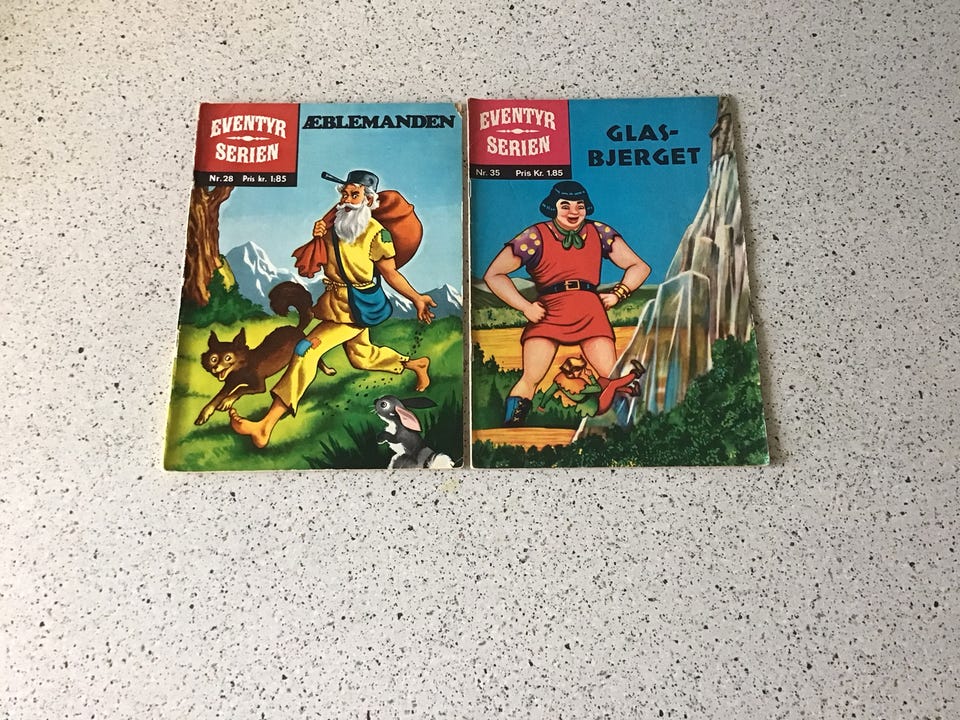 EVENTYR
SERIEN
Nr. 28 Pris kr. 1:85
ÆBLEMANDEN
EVENTYR
SERIEN
Nr. 35 Pris Kr. 1.85
GLAS-
BJERGET